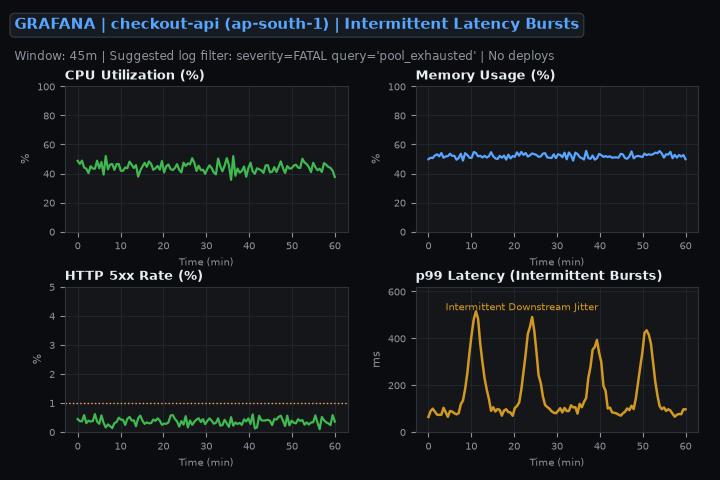 GRAFANA | checkout-api (ap-south-1) | Intermittent Latency Bursts
Window: 45m | Suggested log filter: severity=FATAL query='pool_exhausted' | No deploys
CPU Utilization (%)
100
80
60
40
20
0
%
0 10 20 30 40 50 60
Time (min)
Memory Usage (%)
100
80
60
40
20
0
%
0 10 20 30 40 50 60
Time (min)
HTTP 5xx Rate (%)
5
4
3
2
1
0
%
0 10 20 30 40 50 60
Time (min)
p99 Latency (Intermittent Bursts)
600
400
200
0
ms
Intermittent Downstream Jitter
0 10 20 30 40 50 60
Time (min)